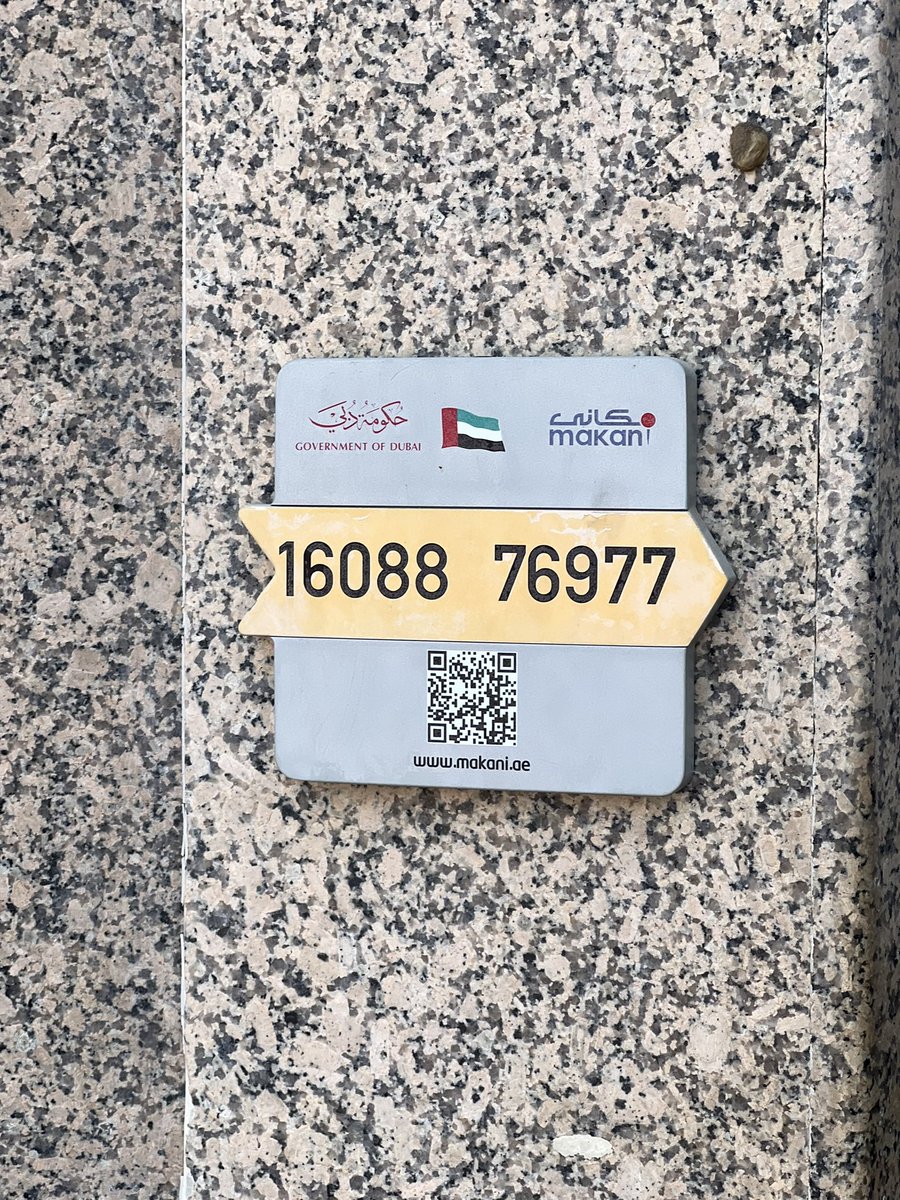 حكومة دبي
GOVERNMENT OF DUBAI
مكاني
makani
16088 76977
www.makani.ae